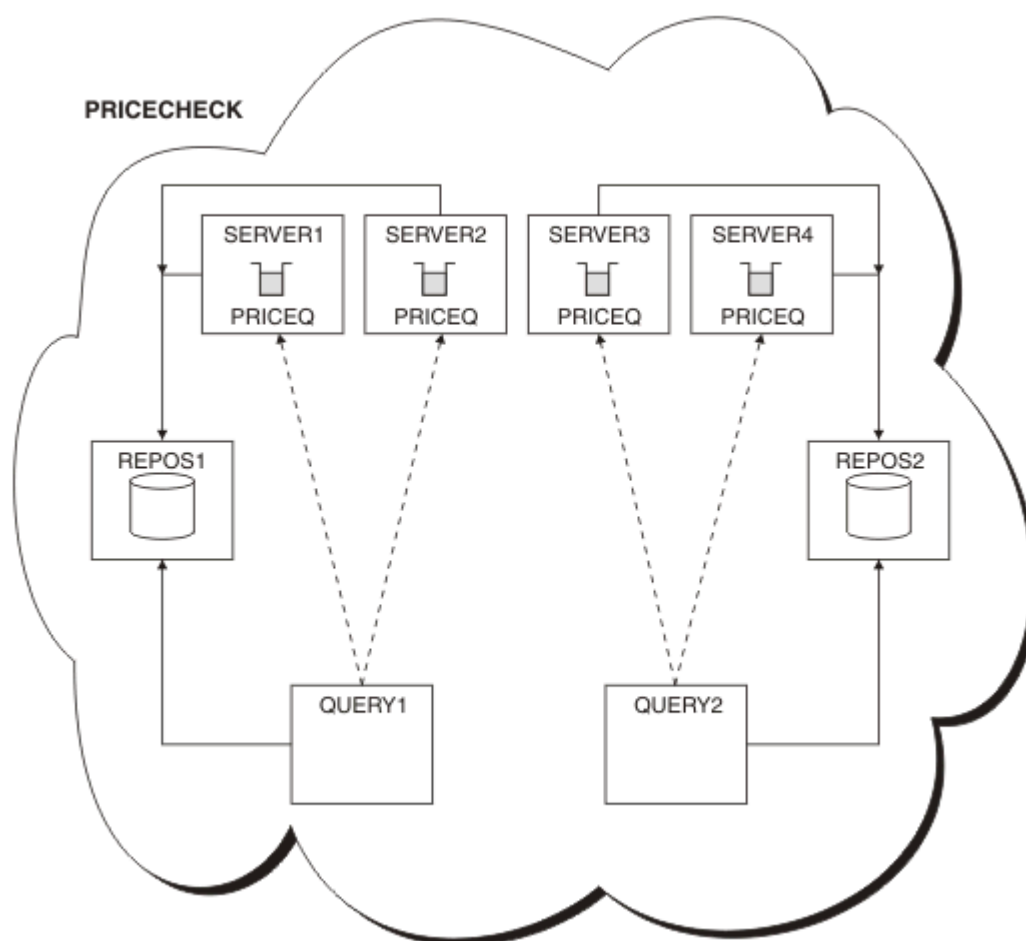 PRICECHECK
SERVER1
PRICEQ
SERVER2
PRICEQ
SERVER3
PRICEQ
SERVER4
PRICEQ
REPOS1
REPOS2
QUERY1
QUERY2